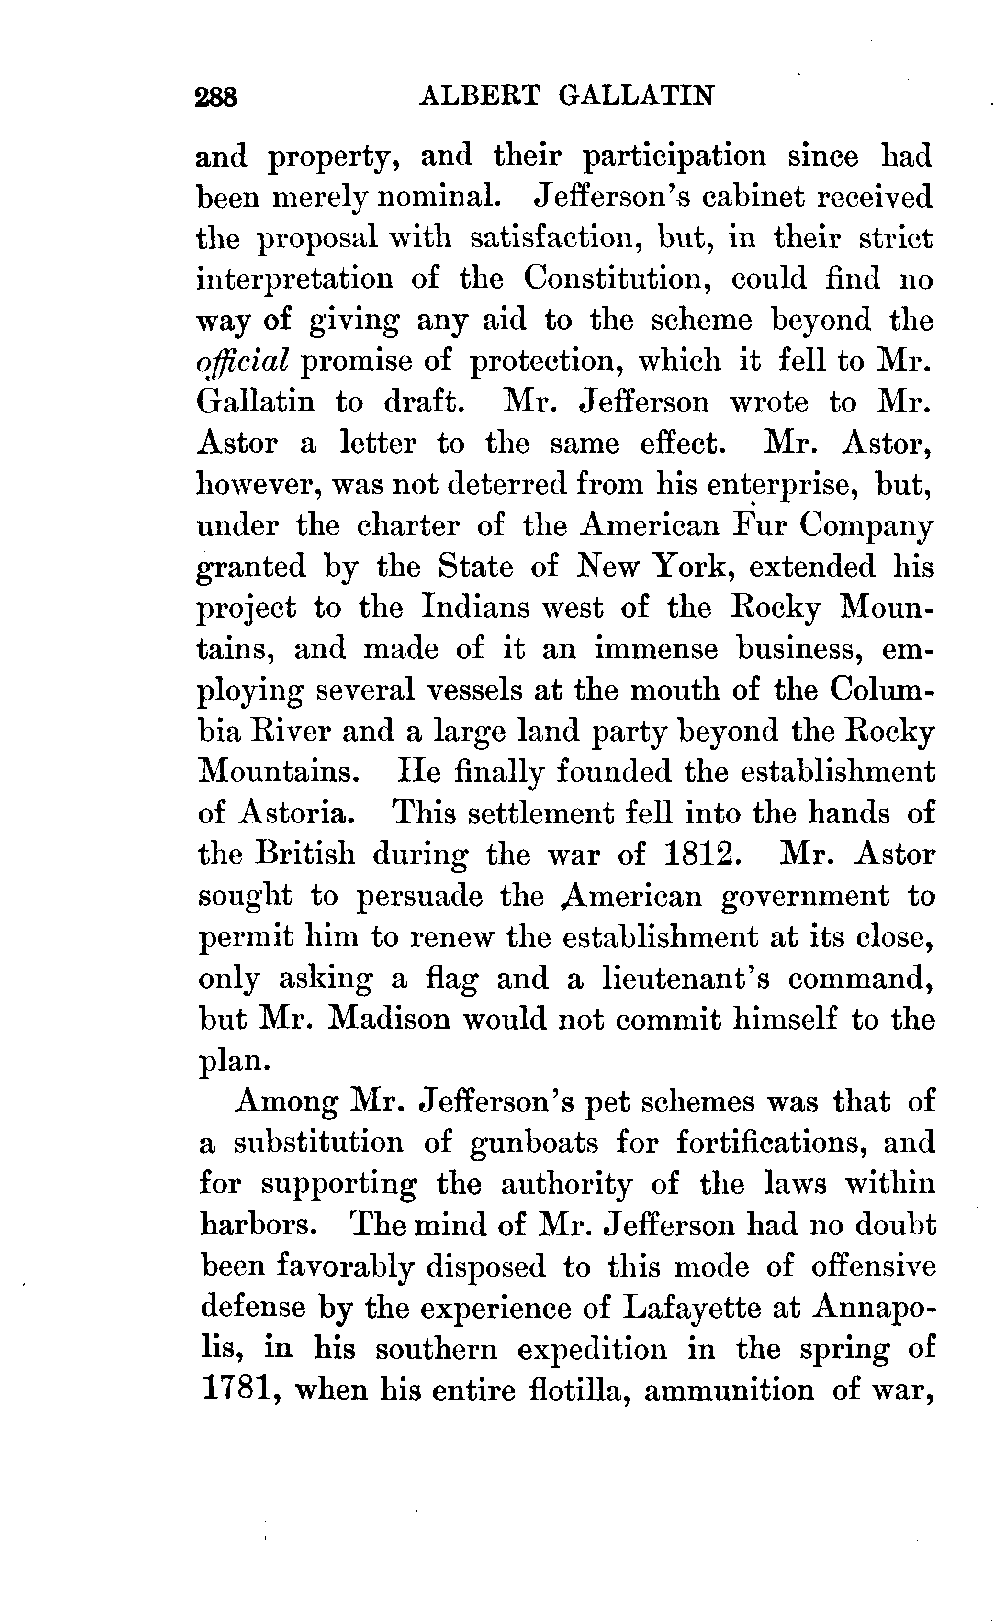 288 ALBERT GALLATIN
and property, and their participation since had
been merely nominal. Jefferson's cabinet received
the proposal with satisfaction, but, in their strict
interpretation of the Constitution, could find no
way of giving any aid to the scheme beyond the
official promise of protection, which it fell to Mr.
Gallatin to draft. Mr. Jefferson wrote to Mr.
Astor a letter to the same effect. Mr. Astor,
however, was not deterred from his enterprise, but,
under the charter of the American Fur Company
granted by the State of New York, extended his
project to the Indians west of the Rocky Moun-
tains, and made of it an immense business, em-
ploying several vessels at the mouth of the Colum-
bia River and a large land party beyond the Rocky
Mountains. He finally founded the establishment
of Astoria. This settlement fell into the hands of
the British during the war of 1812. Mr. Astor
sought to persuade the American government to
permit him to renew the establishment at its close,
only asking a flag and a lieutenant's command,
but Mr. Madison would not commit himself to the
plan.
Among Mr. Jefferson's pet schemes was that of
a substitution of gunboats for fortifications, and
for supporting the authority of the laws within
harbors. The mind of Mr. Jefferson had no doubt
been favorably disposed to this mode of offensive
defense by the experience of Lafayette at Annapo-
lis, in his southern expedition in the spring of
1781, when his entire flotilla, ammunition of war,